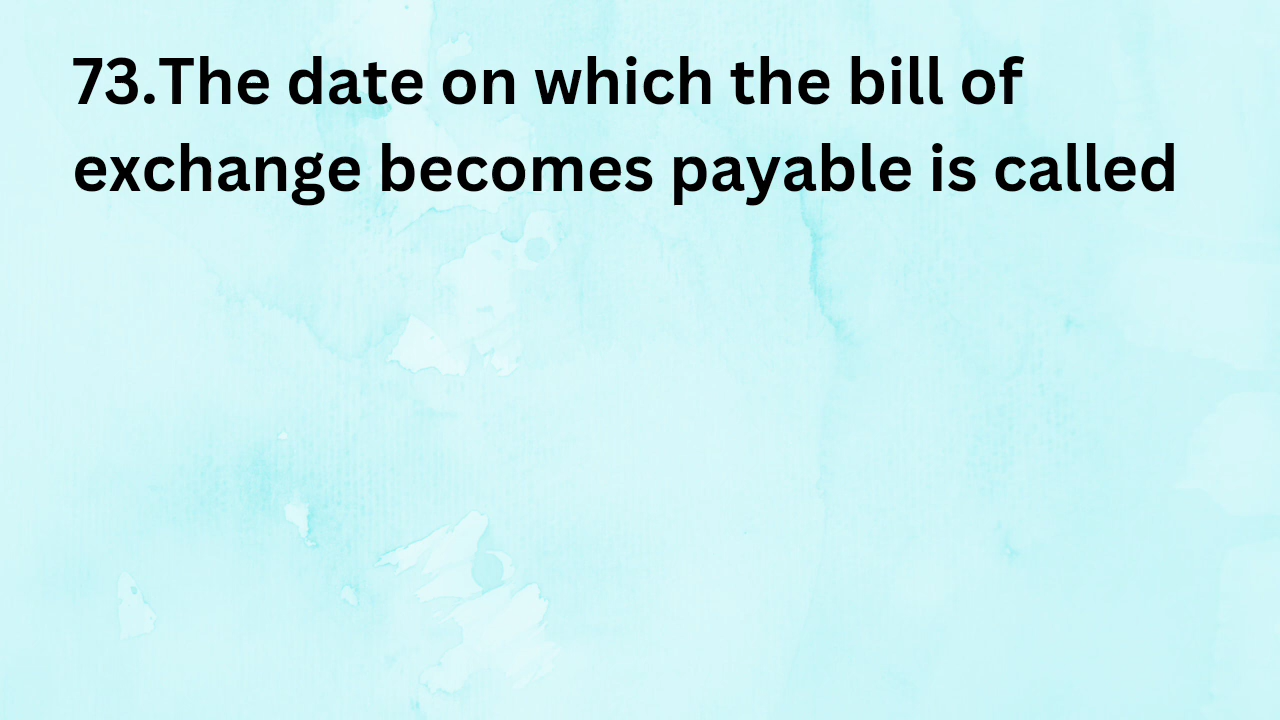 73.The date on which the bill of
exchange becomes payable is called